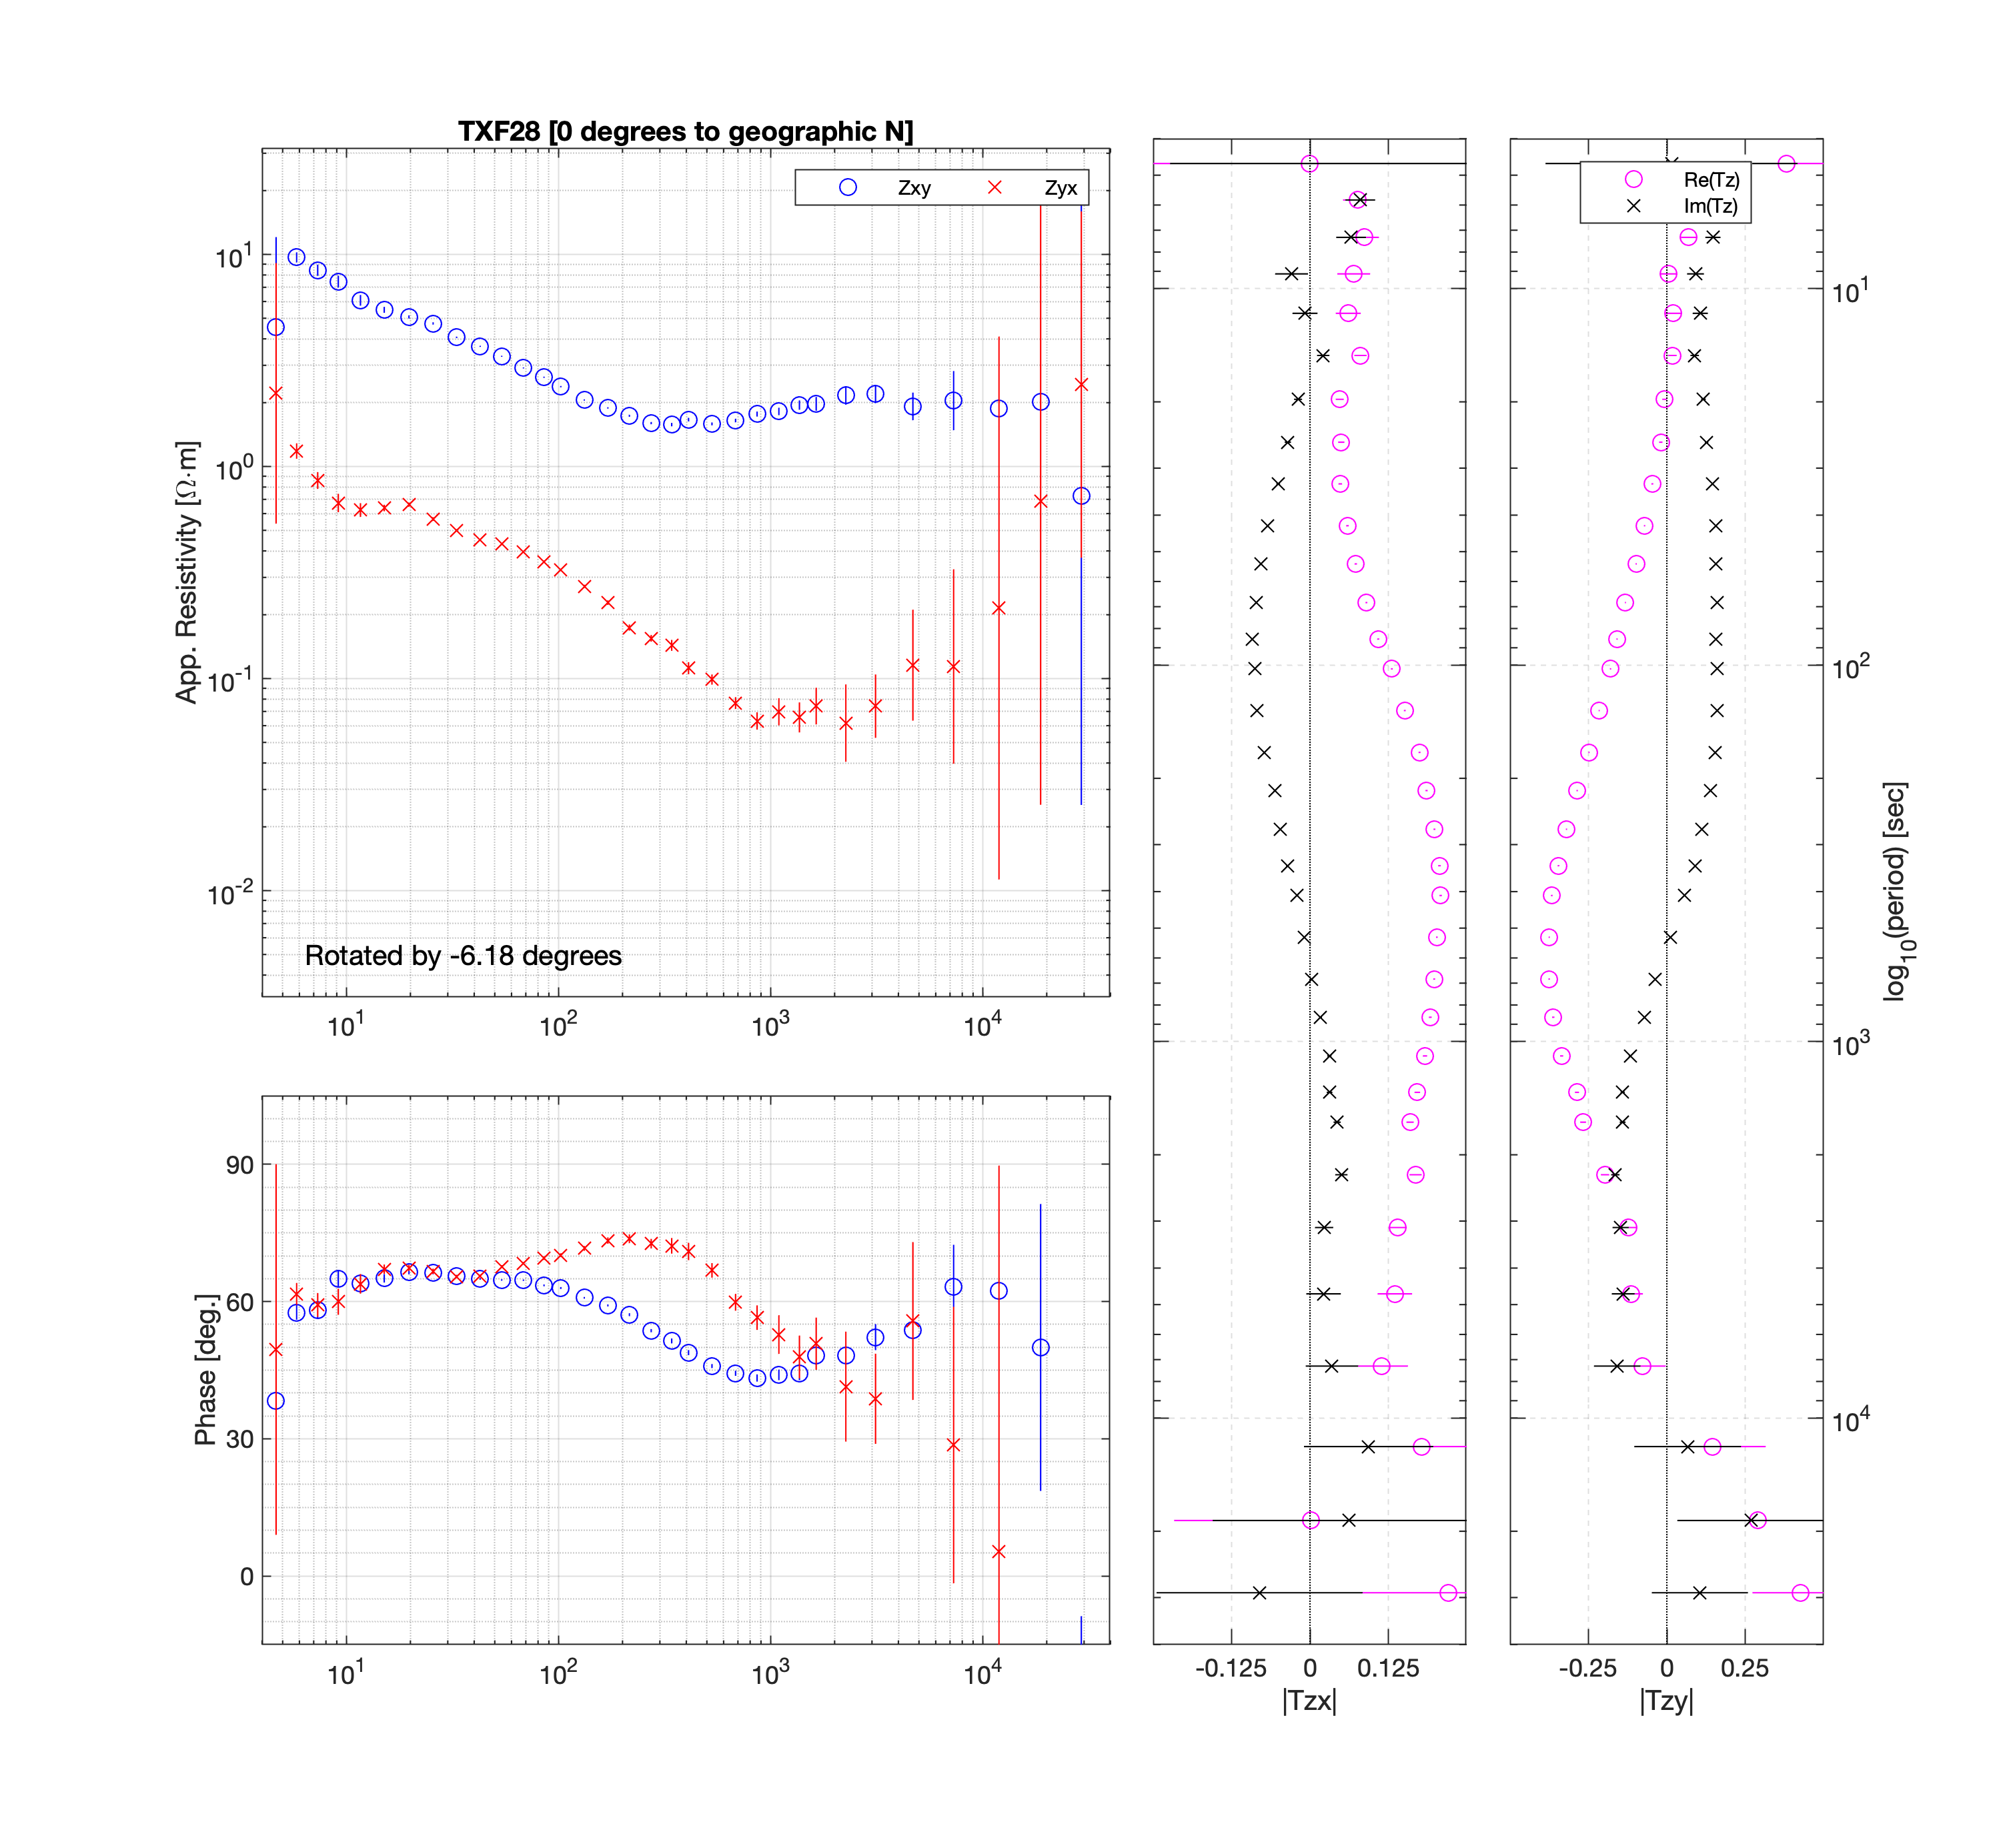 TXF28 [0 degrees to geographic N]
Zxy Zyx
App. Resistivity [Ω·m]
10^1
10^0
10^-1
10^-2
Rotated by -6.18 degrees
10^1 10^2 10^3 10^4
Phase [deg.]
90
60
30
0
10^1 10^2 10^3 10^4
-0.125 0 0.125
|Tzx|
Re(Tz)
Im(Tz)
-0.25 0 0.25
|Tzy|
10^1
10^2
10^3
10^4
log_10(period) [sec]